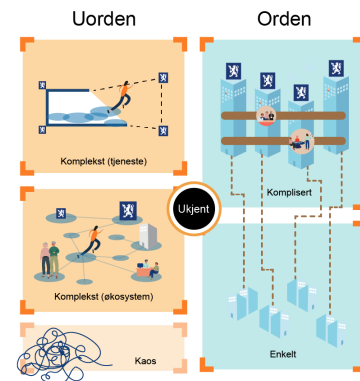 Uorden
Orden
Komplekst (tjeneste)
Komplisert
Ukjent
Komplekst (økosystem)
Kaos
Enkelt